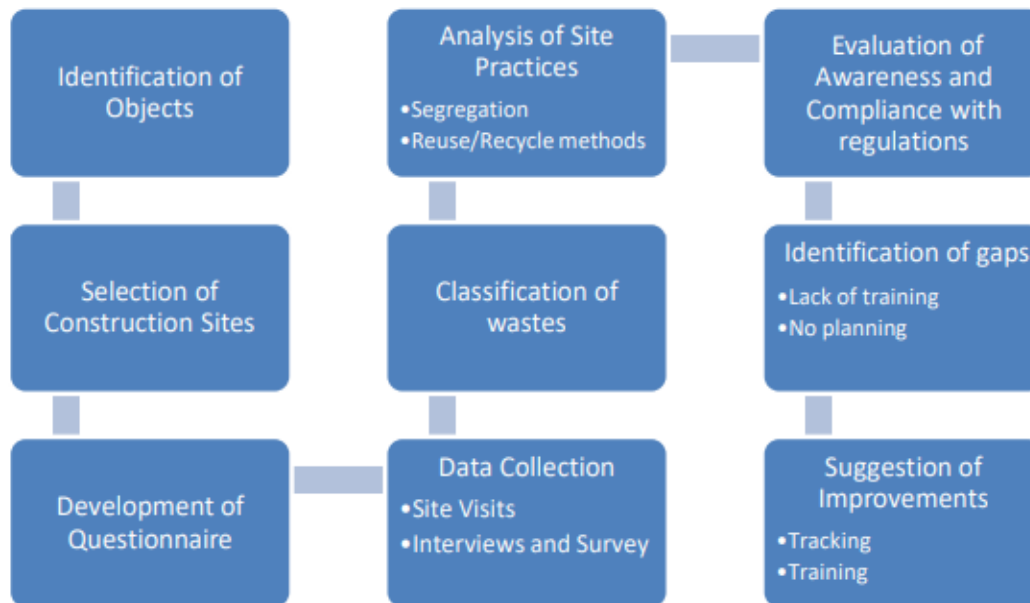 Identification of
Objects
Selection of
Construction Sites
Development of
Questionnaire
Data Collection
•Site Visits
•Interviews and Survey
Classification of
wastes
Analysis of Site
Practices
•Segregation
•Reuse/Recycle methods
Evaluation of
Awareness and
Compliance with
regulations
Identification of gaps
•Lack of training
•No planning
Suggestion of
Improvements
•Tracking
•Training